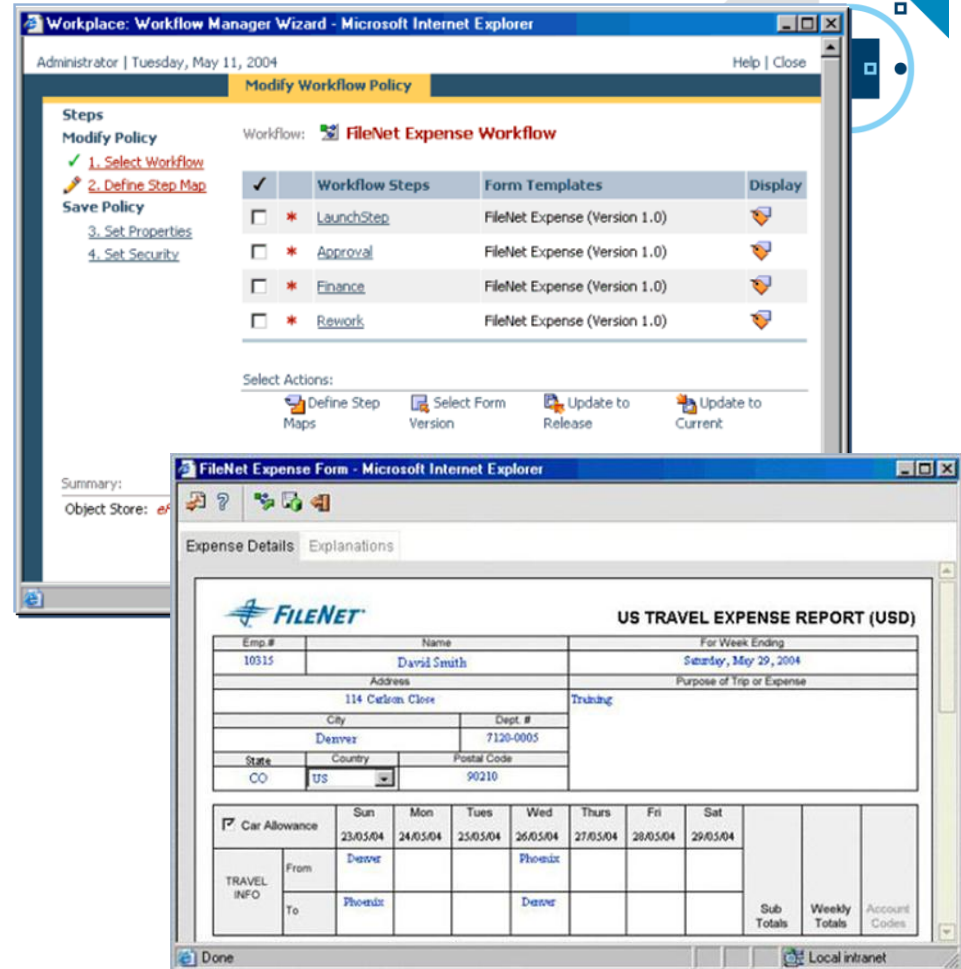 Workplace: Workflow Manager Wizard - Microsoft Internet Explorer
Administrator | Tuesday, May 11, 2004 Help | Close
Modify Workflow Policy
Steps
Modify Policy
1. Select Workflow
2. Define Step Map
Save Policy
3. Set Properties
4. Set Security
Workflow: FileNet Expense Workflow
Workflow Steps Form Templates Display
LaunchStep FileNet Expense (Version 1.0)
Approval FileNet Expense (Version 1.0)
Finance FileNet Expense (Version 1.0)
Rework FileNet Expense (Version 1.0)
Select Actions:
Define Step Maps
Select Form Version
Update to Release
Update to Current
Summary:
Object Store:
FileNet Expense Form - Microsoft Internet Explorer
Expense Details Explanations
FILENET US TRAVEL EXPENSE REPORT (USD)
Emp.# Name For Week Ending
10315 David Smith Saturday, May 29, 2004
Address Purpose of Trip or Expense
114 Carlson Close Training
City Dept. #
Denver 7120-0005
State Country Postal Code
CO US 90210
Car Allowance Sun Mon Tues Wed Thurs Fri Sat
23/05/04 24/05/04 25/05/04 26/05/04 27/05/04 28/05/04 29/05/04
TRAVEL INFO
From Denver Phoenix
To Phoenix Denver
Sub Totals
Weekly Totals
Account Codes
Done Local intranet